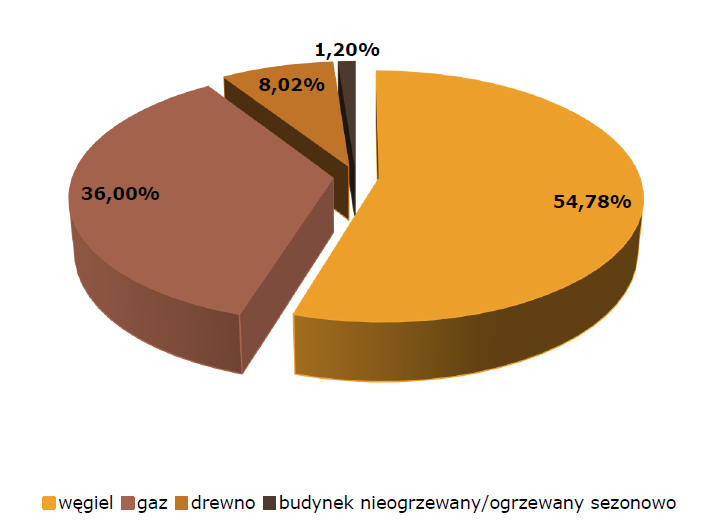 1,20%
8,02%
36,00%
54,78%
węgiel gaz drewno budynek nieogrzewany/ogrzewany sezonowo